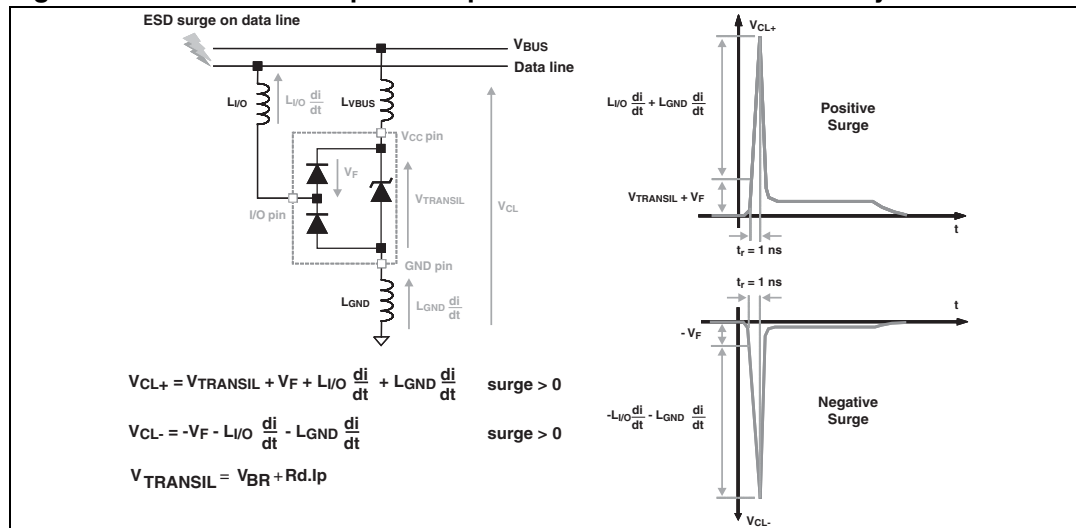 ESD surge on data line
VBUS
Data line
LI/O
LI/O di/dt
LVBUS
VCC pin
VF
VTRANSIL
VCL
I/O pin
GND pin
LGND
LGND di/dt
VCL+ = VTRANSIL + VF + LI/O di/dt + LGND di/dt surge > 0
VCL- = -VF - LI/O di/dt - LGND di/dt surge > 0
VTRANSIL = VBR + Rd.Ip
VCL+
LI/O di/dt + LGND di/dt
Positive
Surge
VTRANSIL + VF
t
tr = 1 ns
tr = 1 ns
t
- VF
-LI/O di/dt - LGND di/dt
Negative
Surge
VCL-